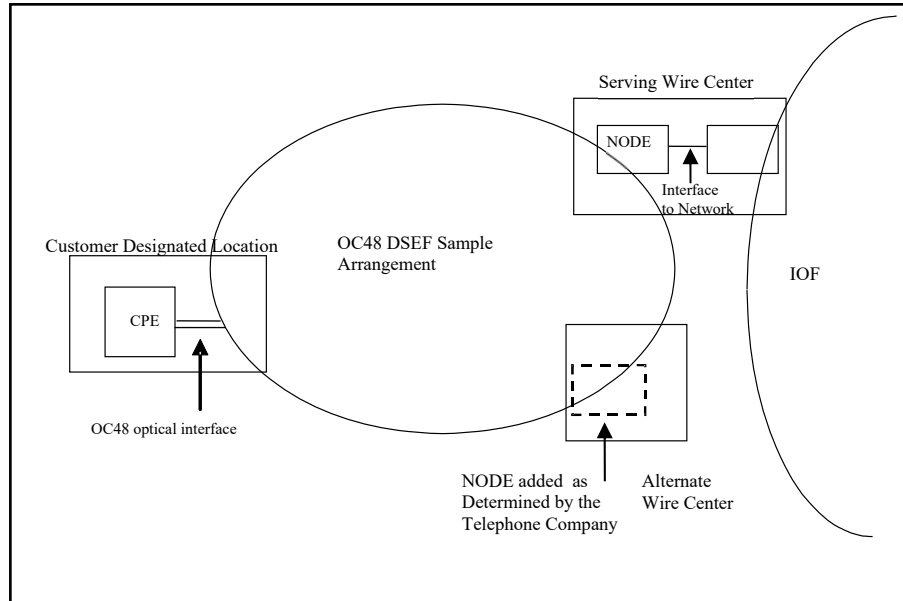 Serving Wire Center
NODE
Interface
to Network
OC48 DSEF Sample
Arrangement
Customer Designated Location
IOF
CPE
OC48 optical interface
NODE added as
Determined by the
Telephone Company
Alternate
Wire Center